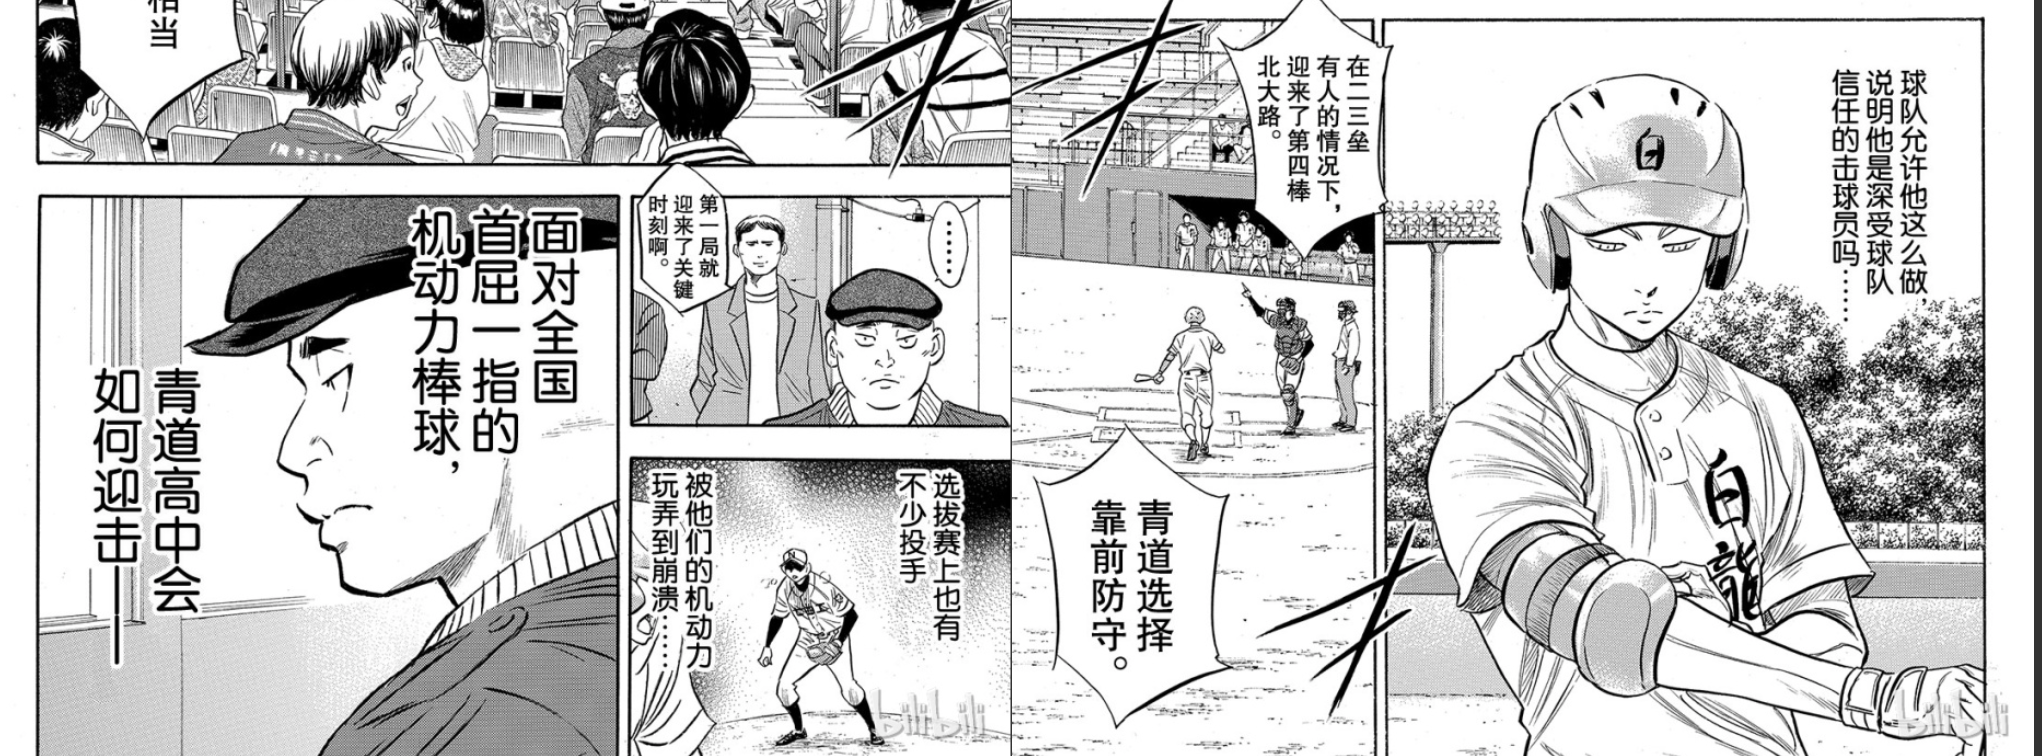 球队允许他这么做，
说明他是深受球队
信任的击球员吗……
白
白龍
在二三垒
有人的情况下，
迎来了第四棒
北大路。
青道选择
靠前防守。
相当
……
第一局就
迎来了关键
时刻啊。
面对全国
首屈一指的
机动力棒球，
青道高中会
如何迎击——
选拔赛上也有
不少投手
被他们的机动力
玩弄到崩溃……
bilibili
bilibili